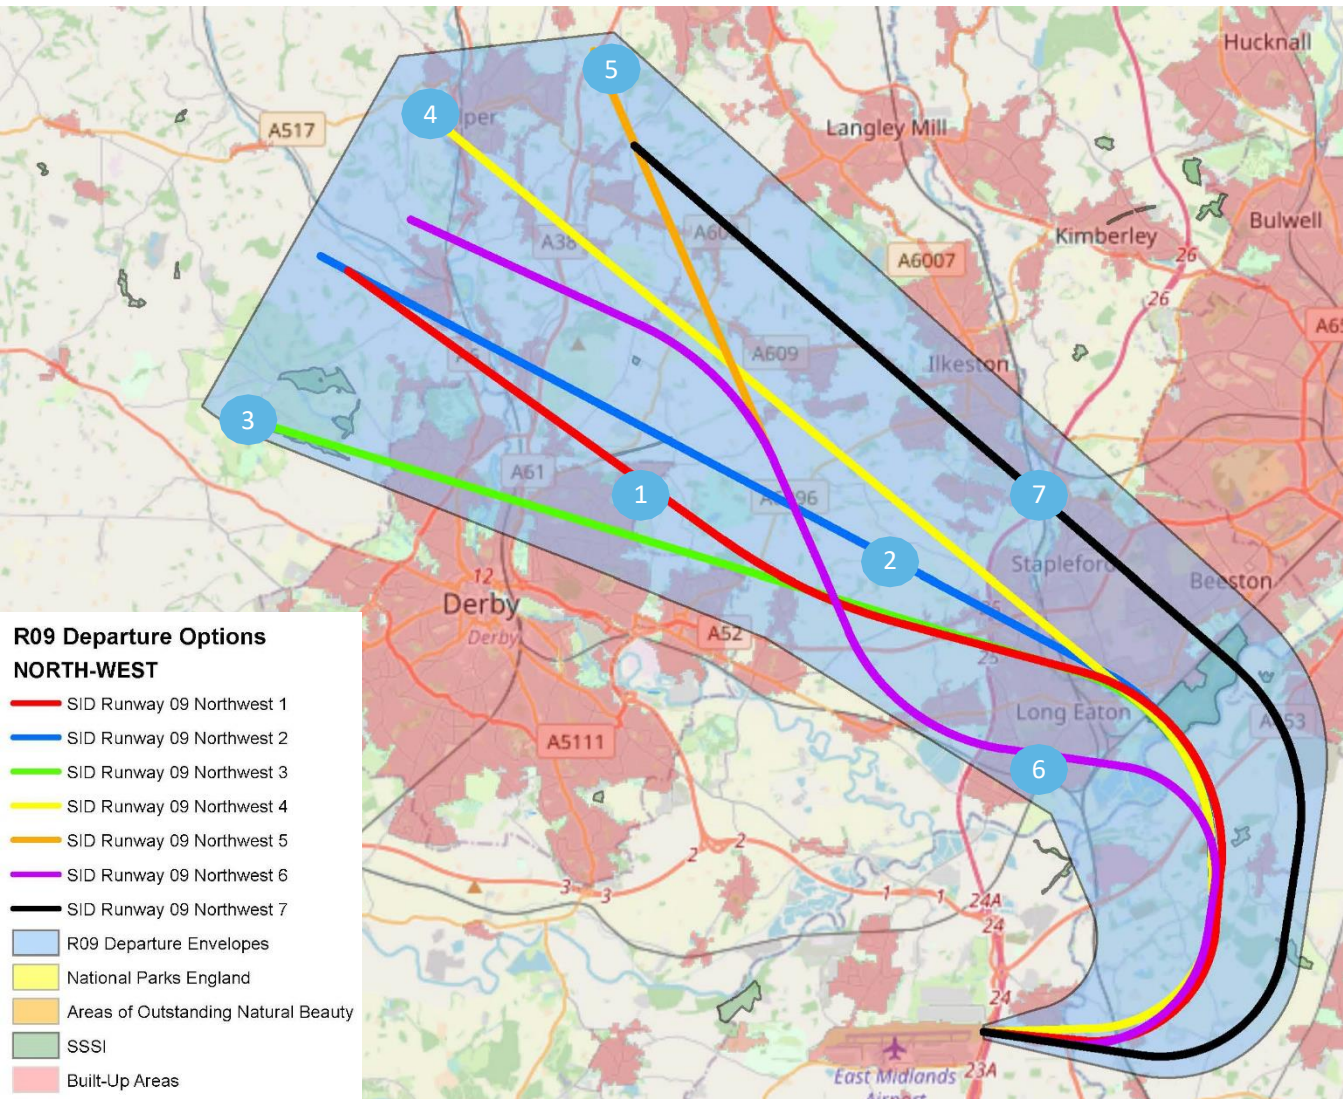 Hucknall
5
4
lper
A517
Langley Mill
Bulwell
Kimberley
A38
A6007
26
26
A609
Ilkeston
3
A61
1
7
A6096
2
Stapleford
Beeston
12
Derby
Derby
A52
25
Long Eaton
A5111
6
2
2
3
3
1
1
24A
24
24
East Midlands
23A
Airport
R09 Departure Options
NORTH-WEST
SID Runway 09 Northwest 1
SID Runway 09 Northwest 2
SID Runway 09 Northwest 3
SID Runway 09 Northwest 4
SID Runway 09 Northwest 5
SID Runway 09 Northwest 6
SID Runway 09 Northwest 7
R09 Departure Envelopes
National Parks England
Areas of Outstanding Natural Beauty
SSSI
Built-Up Areas